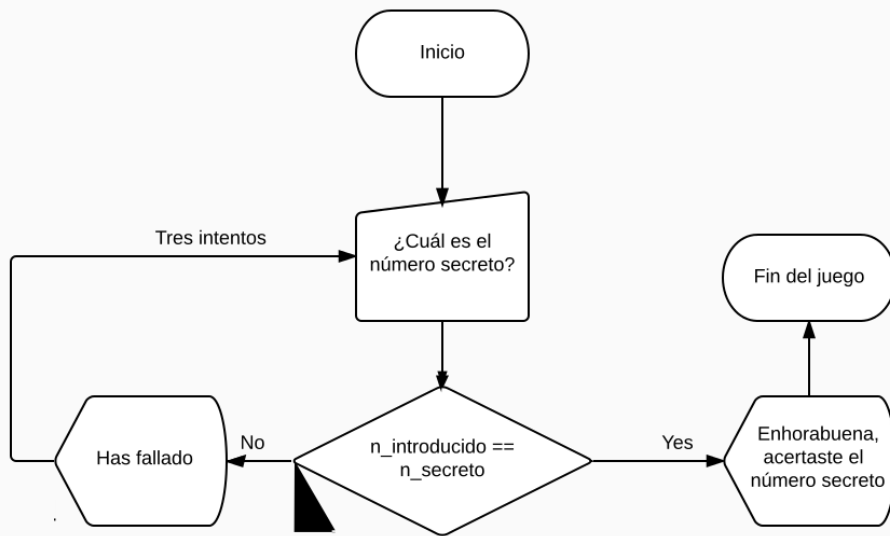 Inicio
Tres intentos
¿Cuál es el
número secreto?
Fin del juego
Has fallado
No
n_introducido ==
n_secreto
Yes
Enhorabuena,
acertaste el
número secreto